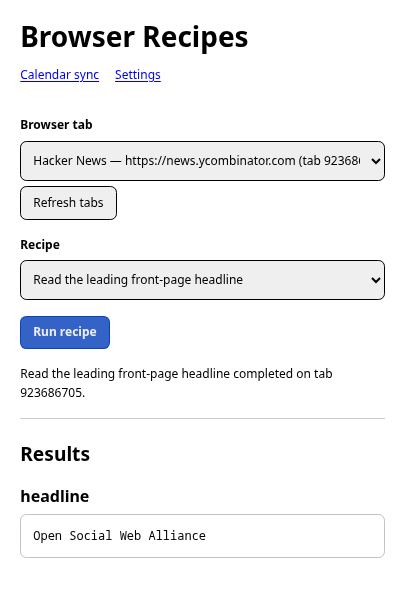 Browser Recipes
Calendar sync Settings
Browser tab
Hacker News — https://news.ycombinator.com (tab 92368
Refresh tabs
Recipe
Read the leading front-page headline
Run recipe
Read the leading front-page headline completed on tab
923686705.
Results
headline
Open Social Web Alliance